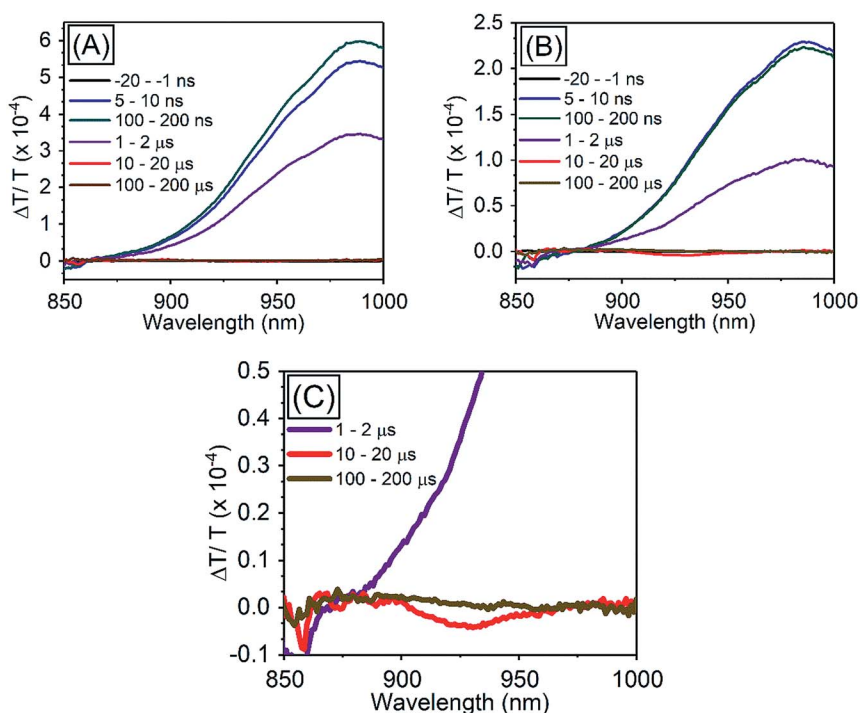 (A)
-20 - -1 ns
5 - 10 ns
100 - 200 ns
1 - 2 μs
10 - 20 μs
100 - 200 μs
ΔT/ T (x 10⁻⁴)
6
5
4
3
2
1
0
850 900 950 1000
Wavelength (nm)
(B)
-20 - -1 ns
5 - 10 ns
100 - 200 ns
1 - 2 μs
10 - 20 μs
100 - 200 μs
ΔT/ T (x 10⁻⁴)
2.5
2.0
1.5
1.0
0.5
0.0
850 900 950 1000
Wavelength (nm)
(C)
1 - 2 μs
10 - 20 μs
100 - 200 μs
ΔT/ T (x 10⁻⁴)
0.5
0.4
0.3
0.2
0.1
0.0
-0.1
850 900 950 1000
Wavelength (nm)